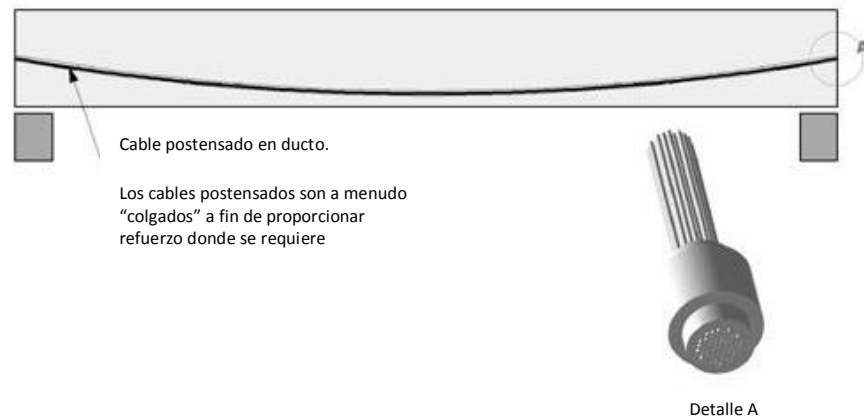 A
Cable postensado en ducto.
Los cables postensados son a menudo
“colgados” a fin de proporcionar
refuerzo donde se requiere
Detalle A